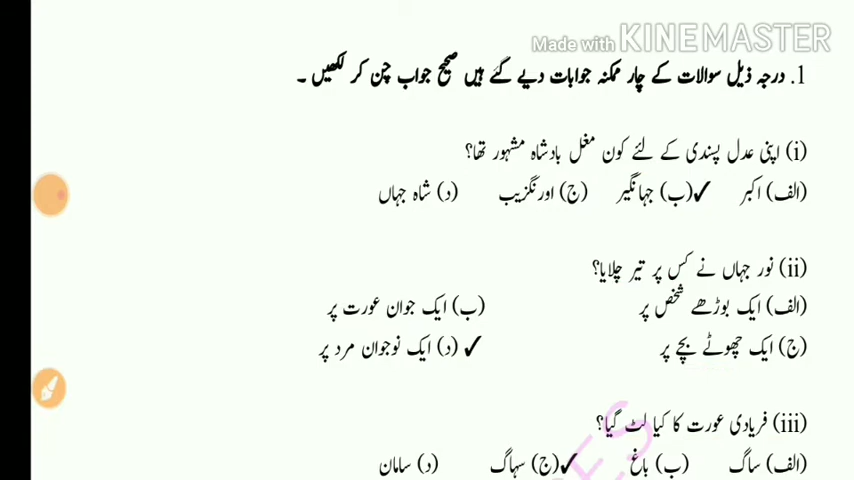 Made with KINEMASTER
1. درجہ ذیل سوالات کے چار ممکنہ جوابات دیے گئے ہیں صحیح جواب چن کر لکھیں ۔
(i) اپنی عدل پسندی کے لئے کون مغل بادشاہ مشہور تھا؟
(الف) اکبر ✓(ب) جہانگیر (ج) اورنگزیب (د) شاہ جہاں
(ii) نور جہاں نے کس پر تیر چلایا؟
(الف) ایک بوڑھے شخص پر (ب) ایک جوان عورت پر
(ج) ایک چھوٹے بچے پر ✓(د) ایک نوجوان مرد پر
(iii) فریادی عورت کا کیا لٹ گیا؟
(الف) ساگ (ب) باغ ✓(ج) سہاگ (د) سامان